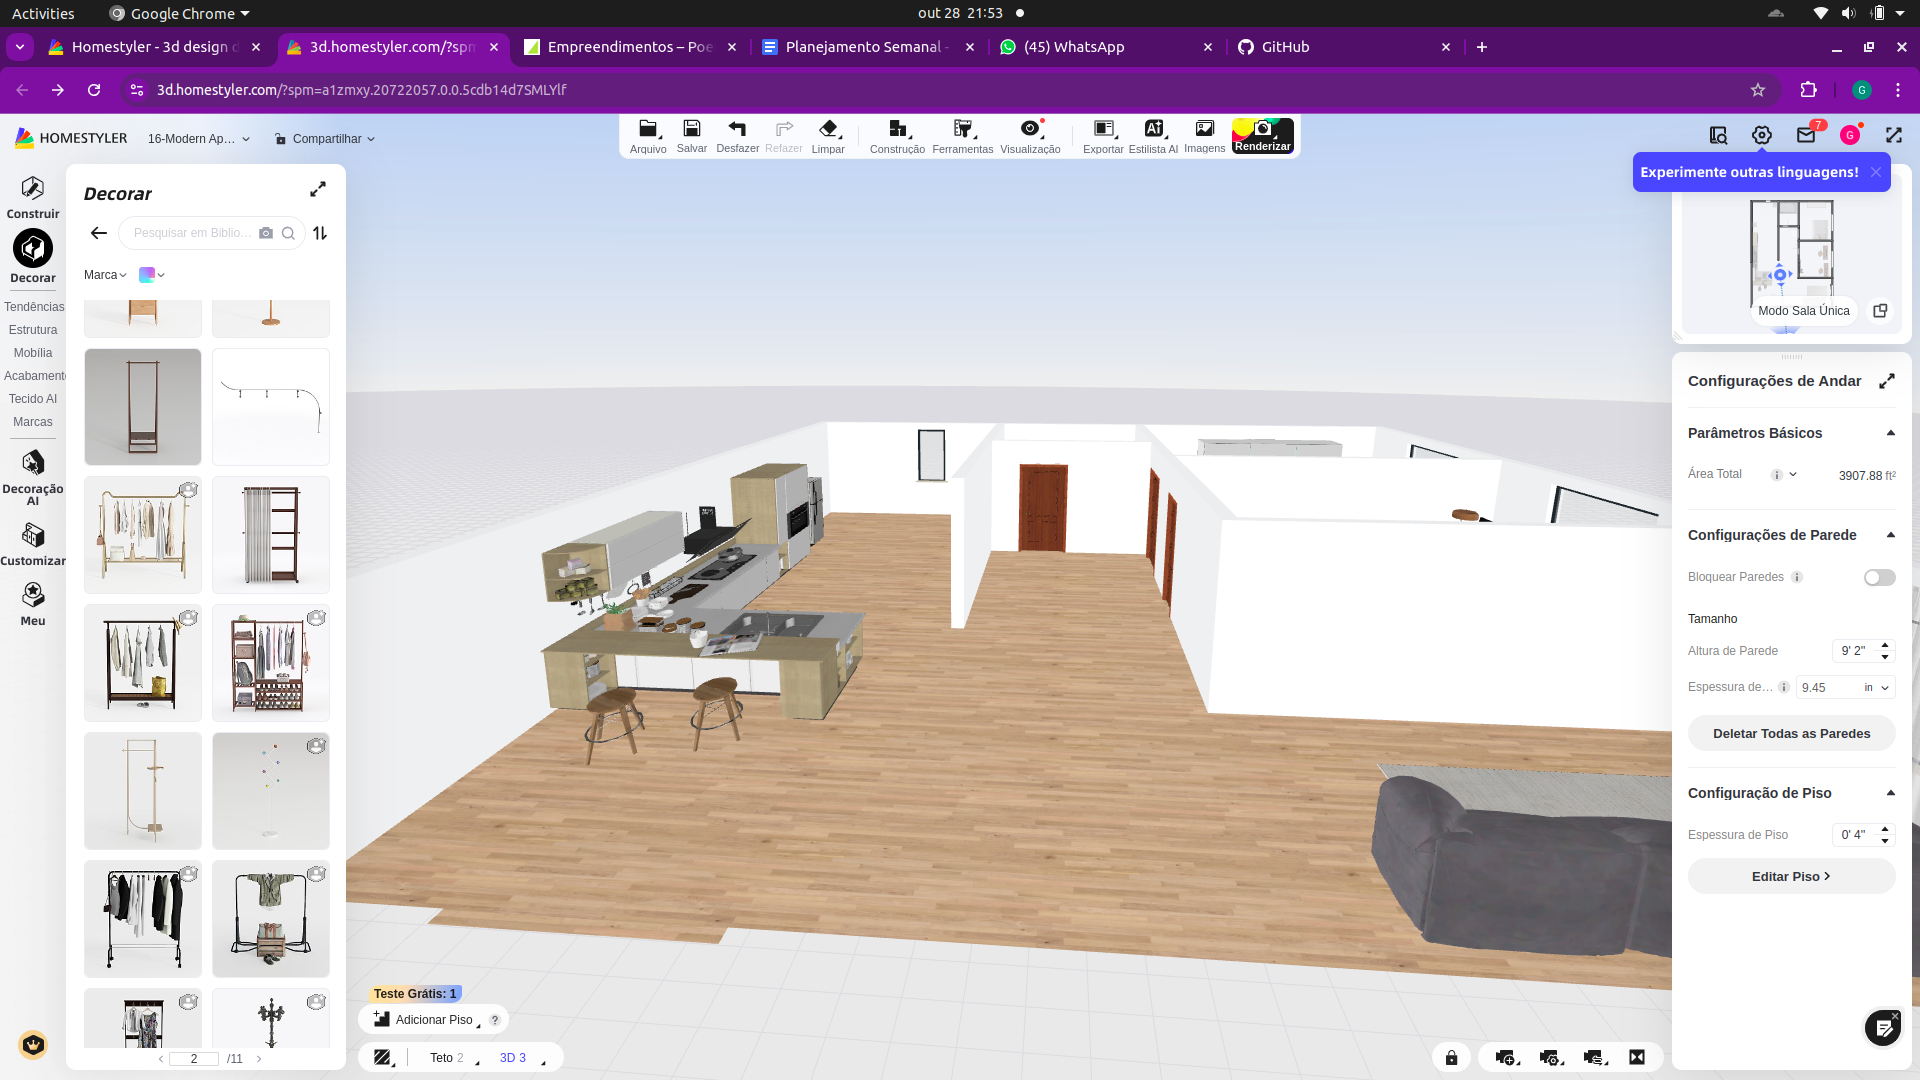 Activities
Google Chrome
out 28 21:53
Homestyler - 3d design d
3d.homestyler.com/?spm
Empreendimentos – Poe
Planejamento Semanal -
(45) WhatsApp
GitHub
3d.homestyler.com/?spm=a1zmxy.20722057.0.0.5cdb14d7SMLYlf
G
HOMESTYLER
16-Modern Ap...
Compartilhar
Arquivo
Salvar
Desfazer
Refazer
Limpar
Construção
Ferramentas
Visualização
Exportar
Estilista AI
Imagens
Renderizar
7
G
Experimente outras linguagens!
Construir
Decorar
Tendências
Estrutura
Mobília
Acabament
Tecido AI
Marcas
Decoração
AI
Customizar
Meu
Decorar
Pesquisar em Biblio...
Marca
2 /11
Teste Grátis: 1
Adicionar Piso
?
Teto 2
3D 3
Modo Sala Única
Configurações de Andar
Parâmetros Básicos
Área Total
3907.88 ft²
Configurações de Parede
Bloquear Paredes
Tamanho
Altura de Parede
9' 2"
Espessura de...
9.45
in
Deletar Todas as Paredes
Configuração de Piso
Espessura de Piso
0' 4"
Editar Piso